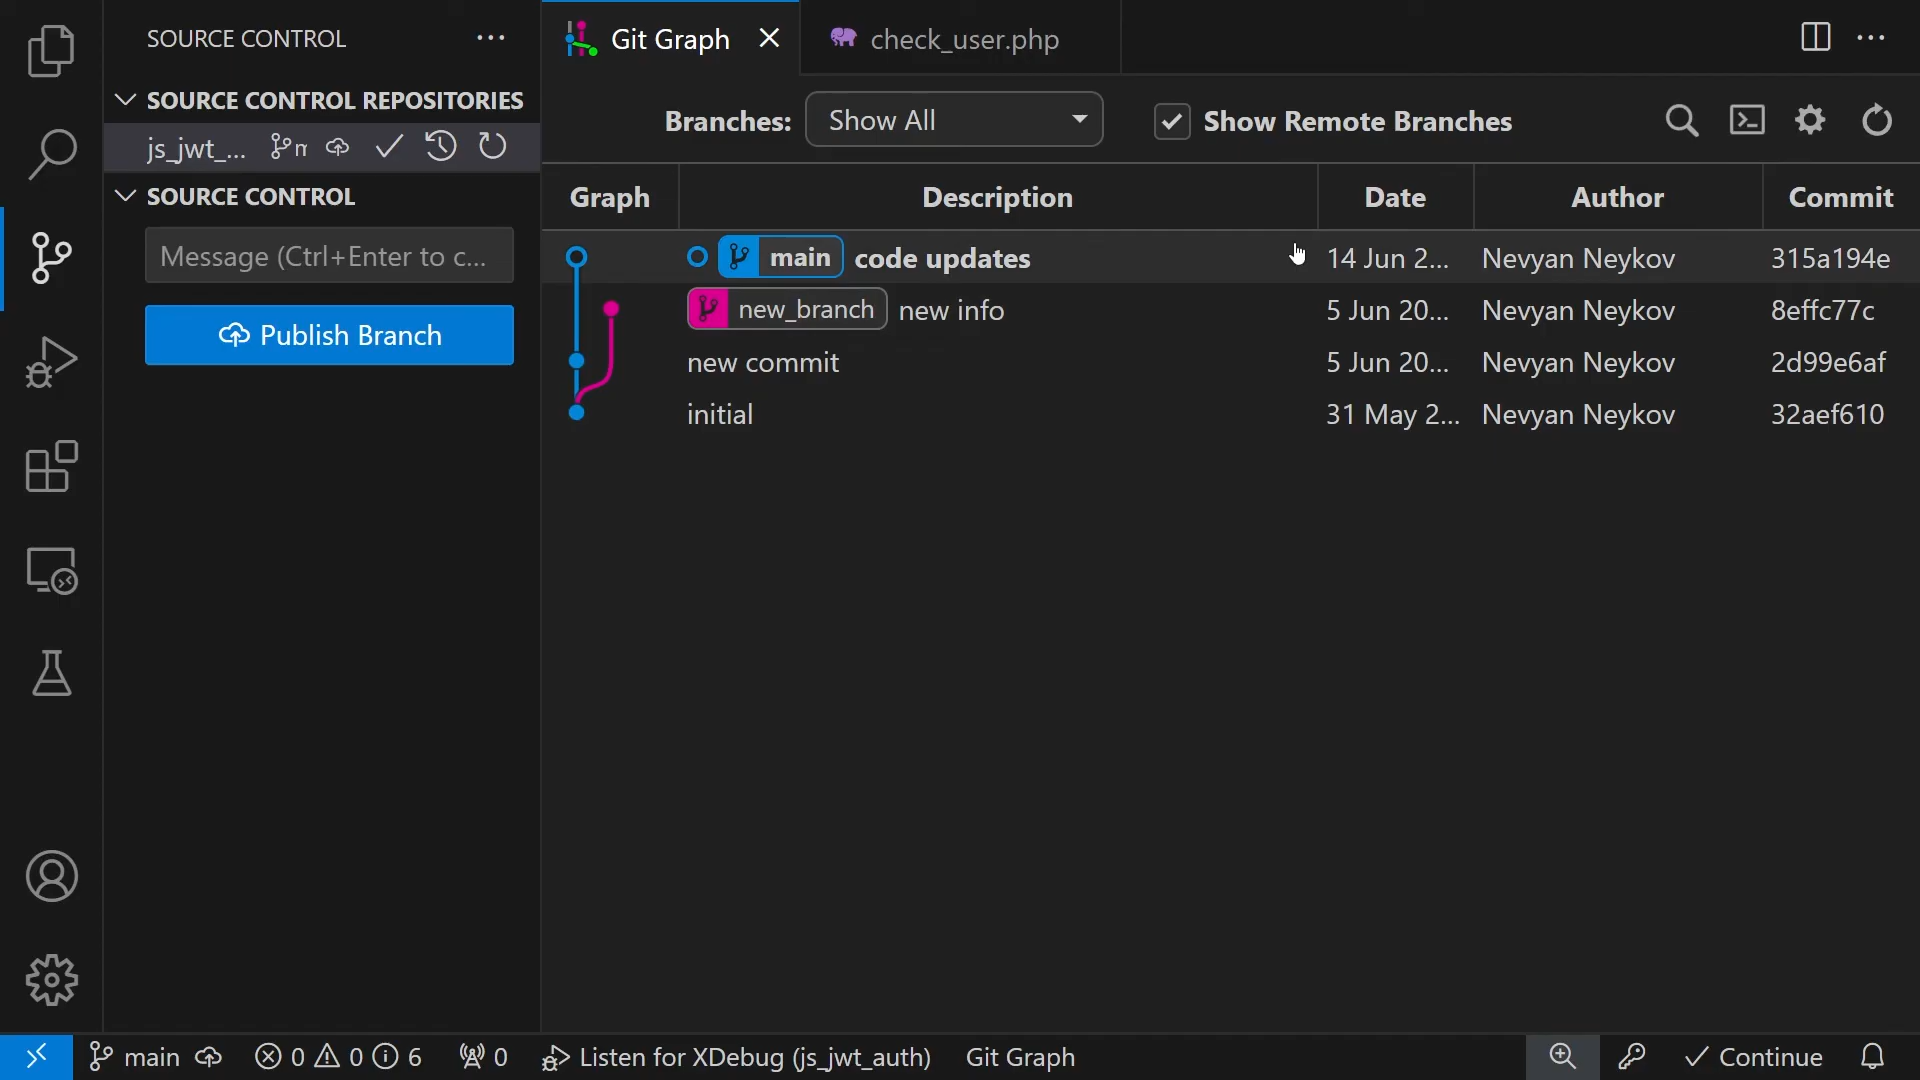 SOURCE CONTROL
Git Graph
check_user.php
SOURCE CONTROL REPOSITORIES
js_jwt_...
Branches: Show All
Show Remote Branches
SOURCE CONTROL
Graph Description Date Author Commit
Message (Ctrl+Enter to c...
Publish Branch
main code updates 14 Jun 2... Nevyan Neykov 315a194e
new_branch new info 5 Jun 20... Nevyan Neykov 8effc77c
new commit 5 Jun 20... Nevyan Neykov 2d99e6af
initial 31 May 2... Nevyan Neykov 32aef610
main 0 0 6 0 Listen for XDebug (js_jwt_auth) Git Graph Continue